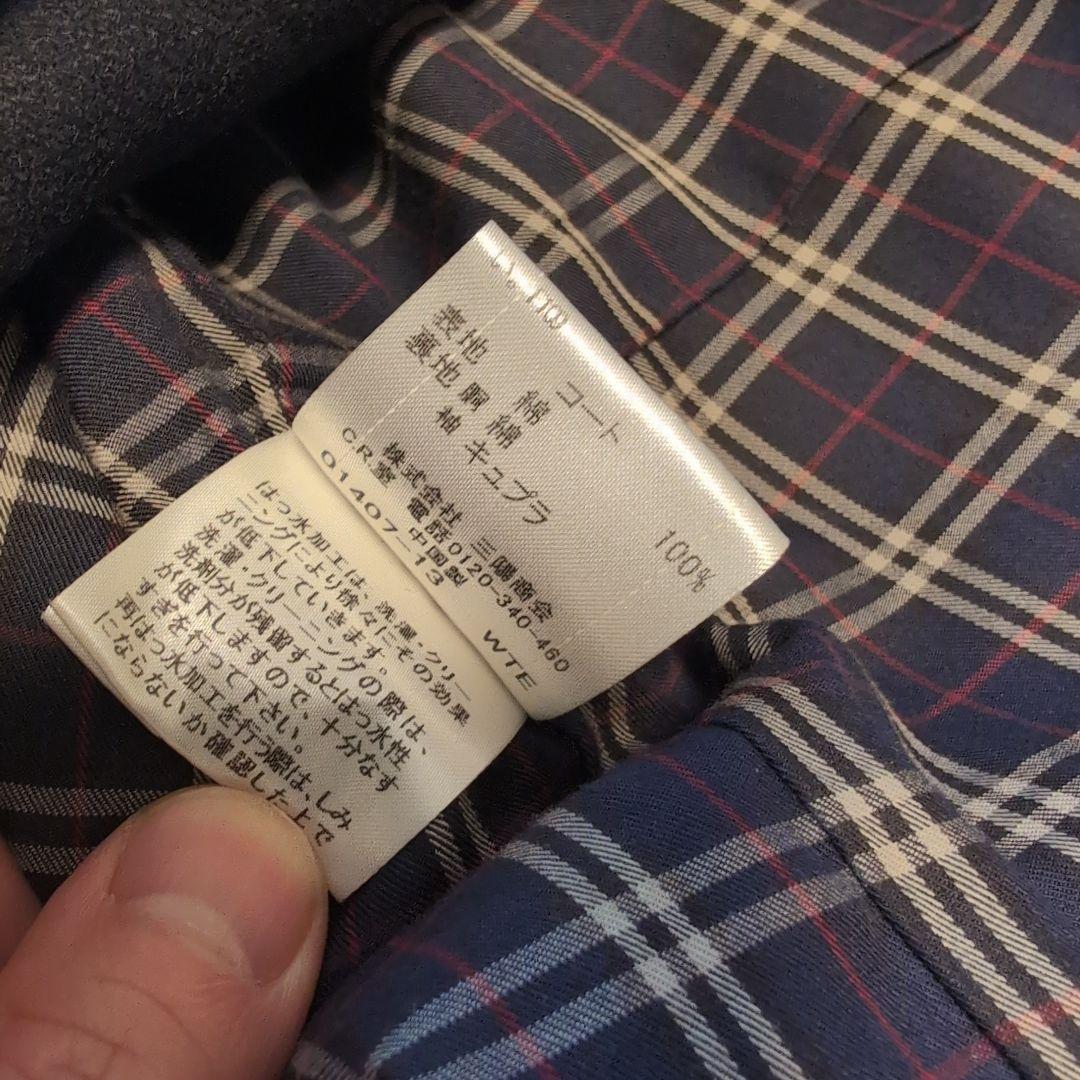 コート
表地 綿 100%
裏地 胴 綿
袖 キュプラ
株式会社 三陽商会
CR室 電話0120-340-460
01407-13 中国製 WTE
はっ水加工は、洗濯・クリー
ニングにより徐々にその効果
が低下していきます。
洗濯・クリーニングの際は、
洗剤分が残留するとはっ水性
が低下しますので、十分なす
すぎを行って下さい。
再はっ水加工を行う際は、しみ
にならないか確認した上で